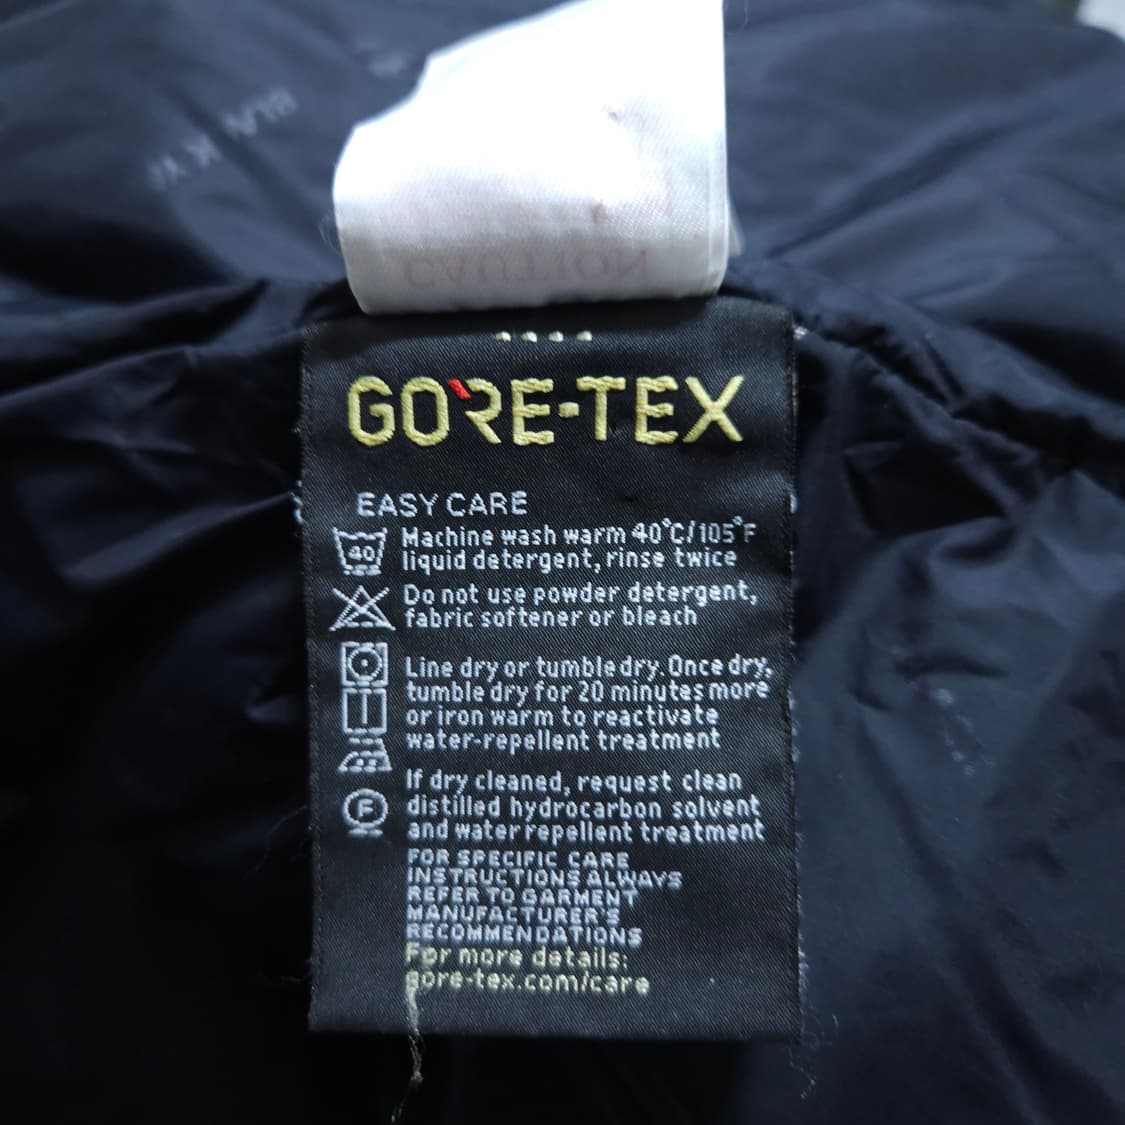 CAUTION
GORE-TEX
EASY CARE
40
Machine wash warm 40°C/105°F
liquid detergent, rinse twice
Do not use powder detergent,
fabric softener or bleach
Line dry or tumble dry. Once dry,
tumble dry for 20 minutes more
or iron warm to reactivate
water-repellent treatment
If dry cleaned, request clean
F
distilled hydrocarbon solvent
and water repellent treatment
FOR SPECIFIC CARE
INSTRUCTIONS ALWAYS
REFER TO GARMENT
MANUFACTURER'S
RECOMMENDATIONS
For more details:
gore-tex.com/care